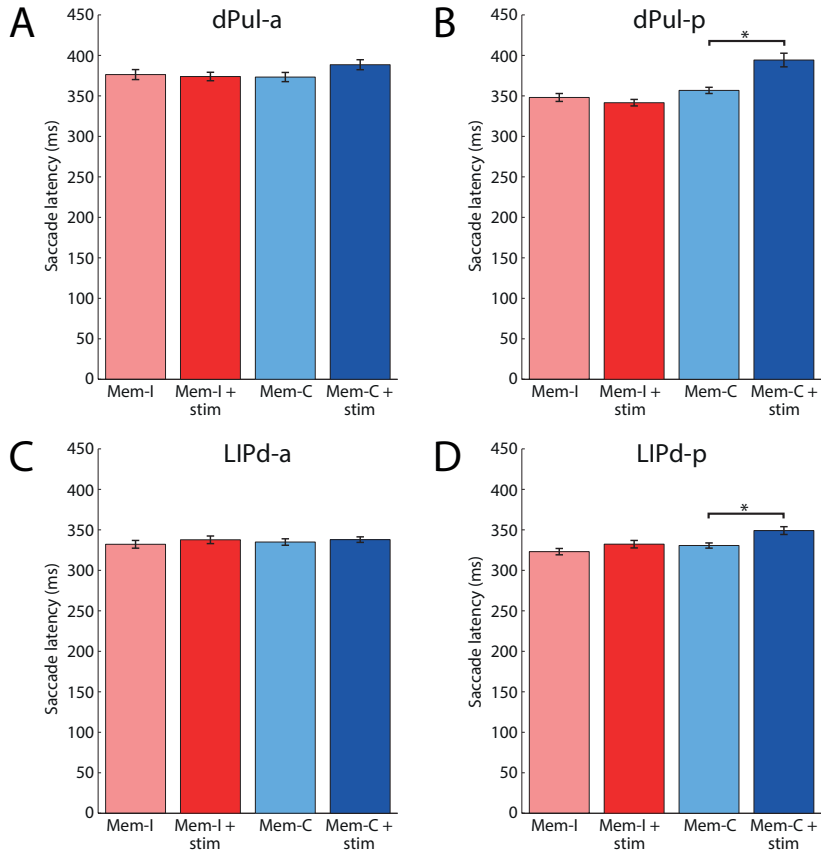 A
dPul-a
Saccade latency (ms)
450
400
350
300
250
200
150
100
50
0
Mem-I
Mem-I +
stim
Mem-C
Mem-C +
stim
B
dPul-p
*
Saccade latency (ms)
450
400
350
300
250
200
150
100
50
0
Mem-I
Mem-I +
stim
Mem-C
Mem-C +
stim
C
LIPd-a
Saccade latency (ms)
450
400
350
300
250
200
150
100
50
0
Mem-I
Mem-I +
stim
Mem-C
Mem-C +
stim
D
LIPd-p
*
Saccade latency (ms)
450
400
350
300
250
200
150
100
50
0
Mem-I
Mem-I +
stim
Mem-C
Mem-C +
stim